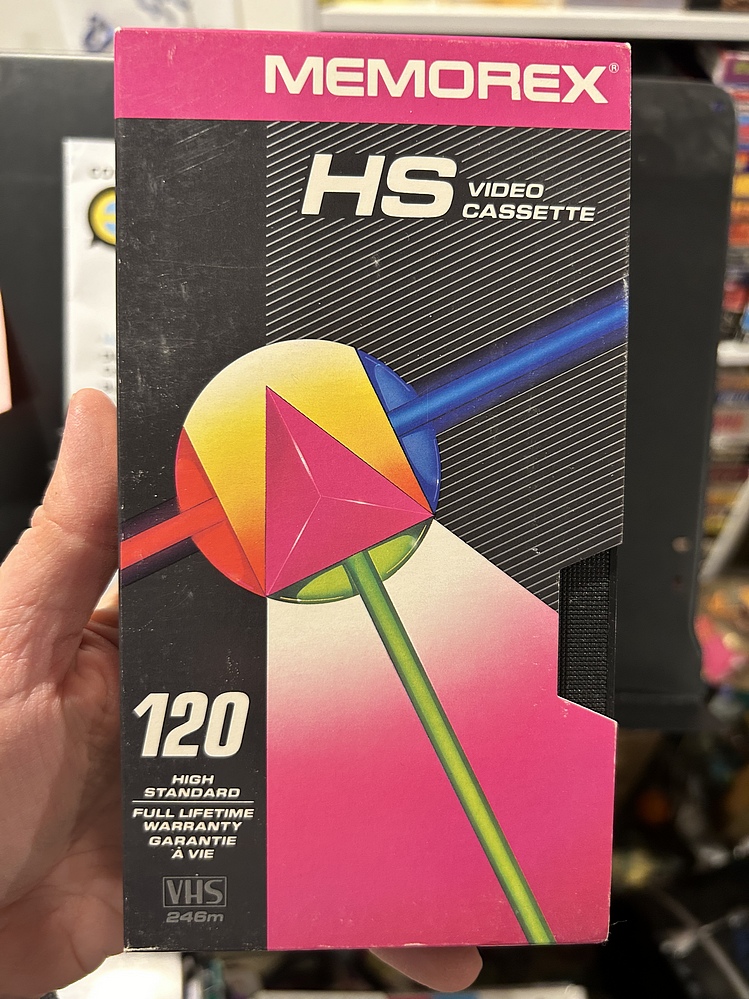 MEMOREX®
HS VIDEO
CASSETTE
120
HIGH
STANDARD
FULL LIFETIME
WARRANTY
GARANTIE
À VIE
VHS
246m